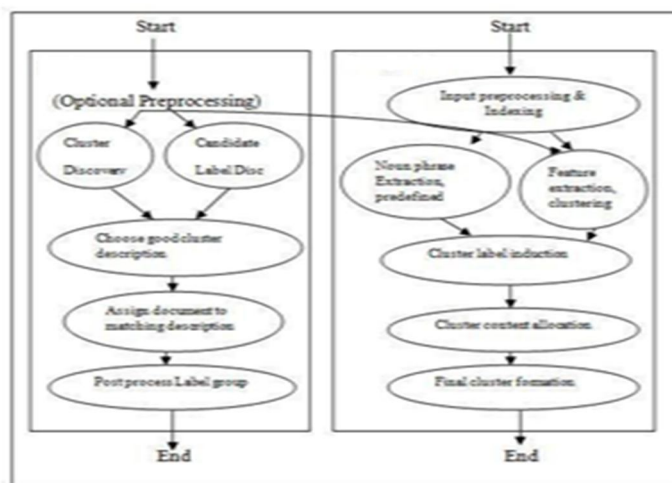 Start
(Optional Preprocessing)
Cluster
Discovery
Candidate
Label Disc
Choose good cluster
description
Assign document to
matching description
Post process Label group
End
Start
Input preprocessing &
Indexing
Noun phrase
Extraction,
predefined
Feature
extraction,
clustering
Cluster label induction
Cluster content allocation
Final cluster formation
End